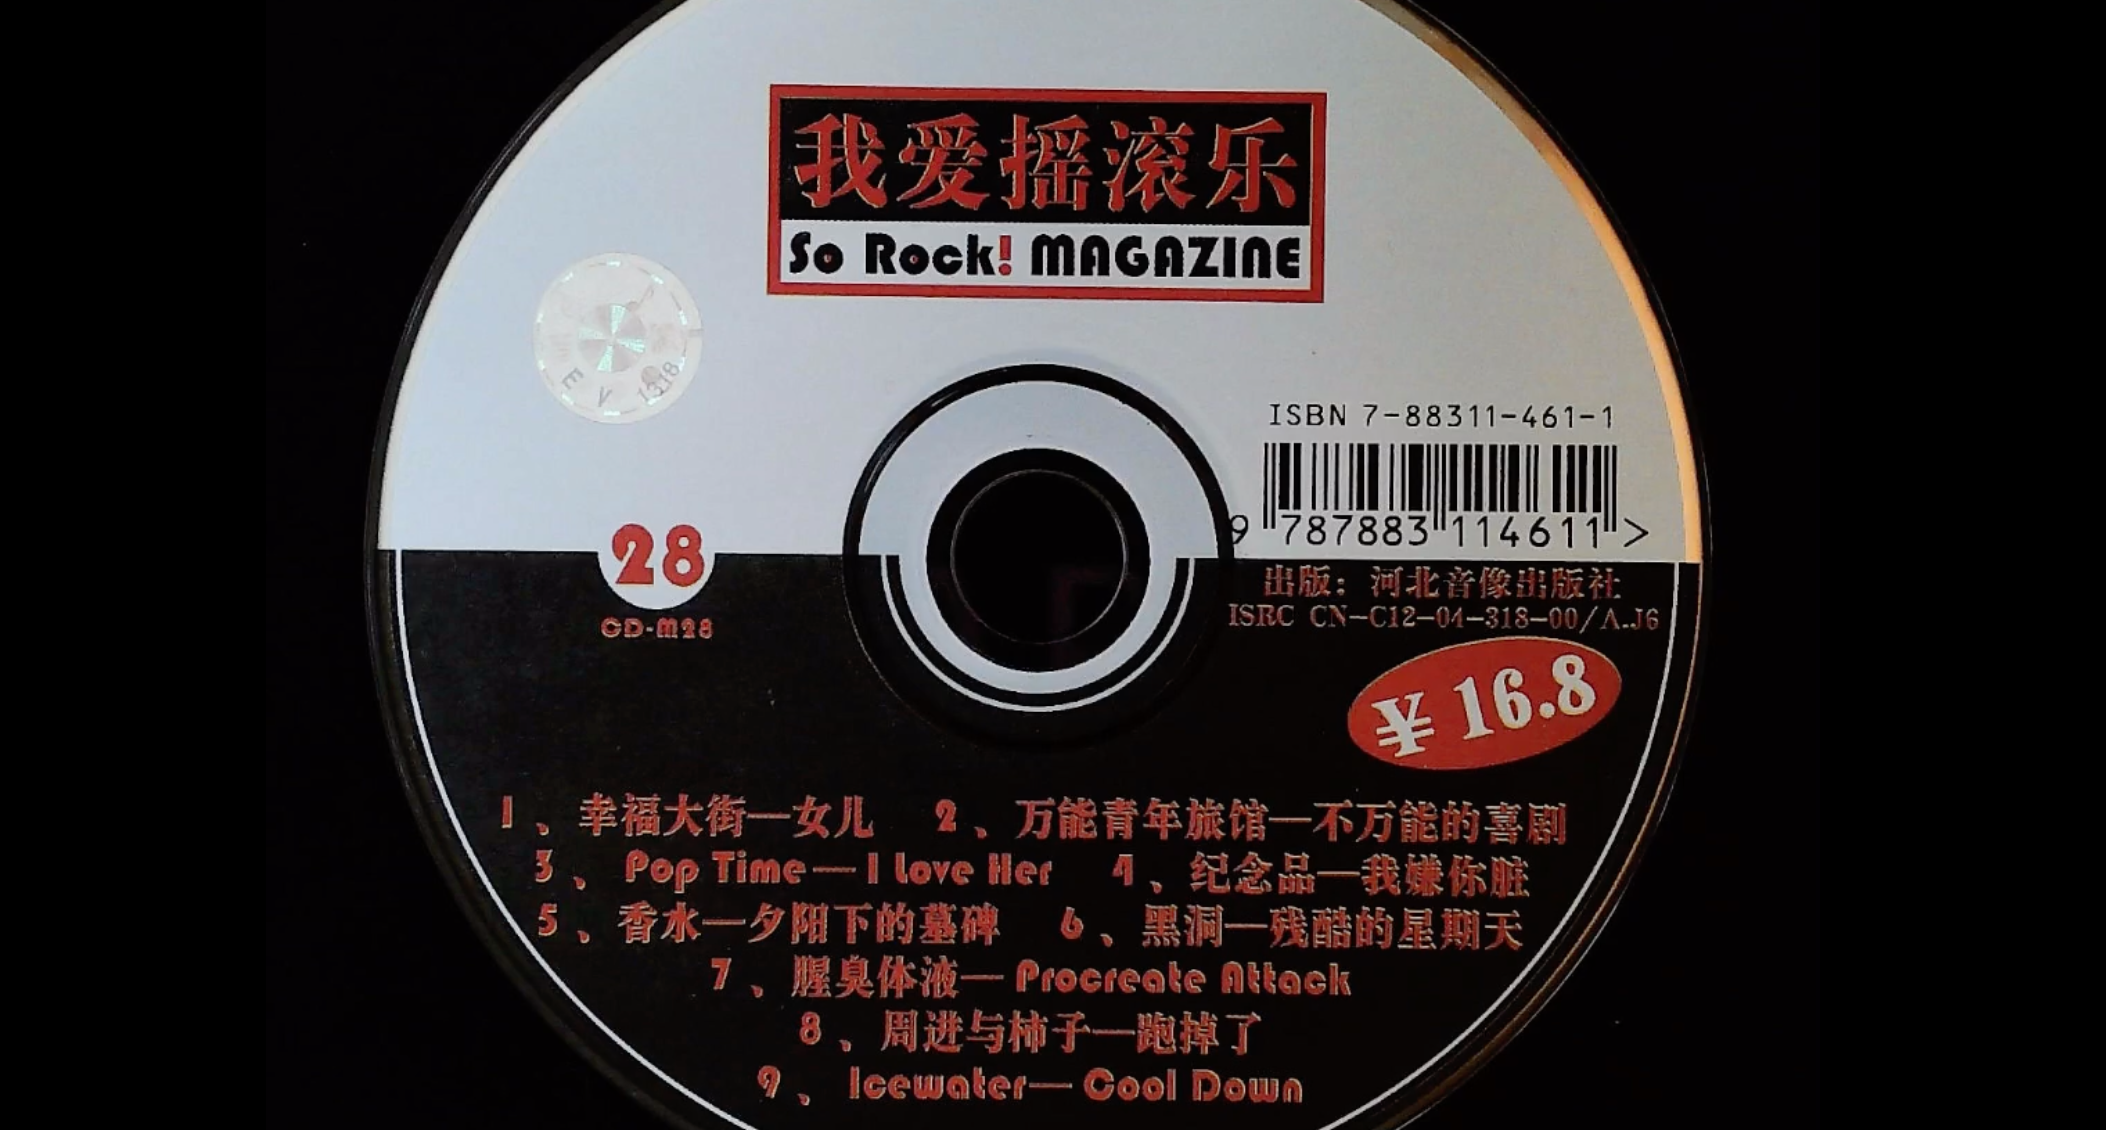 我爱摇滚乐
So Rock! MAGAZINE
E V 1318
ISBN 7-88311-461-1
9 787883 114611 >
28
CD-M28
出版：河北音像出版社
ISRC CN-C12-04-318-00/A.J6
¥ 16.8
1、幸福大街—女儿 2、万能青年旅馆—不万能的喜剧
3、Pop Time—I Love Her 4、纪念品—我嫌你脏
5、香水—夕阳下的墓碑 6、黑洞—残酷的星期天
7、腥臭体液—Procreate Attack
8、周进与柿子—跑掉了
9、Icewater—Cool Down